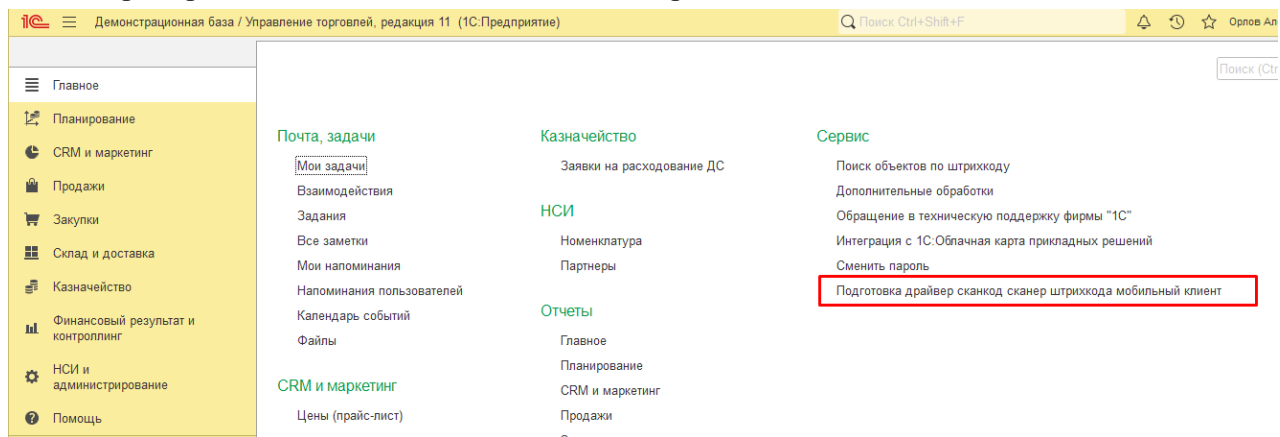 1С Демонстрационная база / Управление торговлей, редакция 11 (1С:Предприятие) Поиск Ctrl+Shift+F Орлов Ал
Поиск (Ctr
Главное
Планирование
CRM и маркетинг
Продажи
Закупки
Склад и доставка
Казначейство
Финансовый результат и
контроллинг
НСИ и
администрирование
Помощь
Почта, задачи
Мои задачи
Взаимодействия
Задания
Все заметки
Мои напоминания
Напоминания пользователей
Календарь событий
Файлы
CRM и маркетинг
Цены (прайс-лист)
Казначейство
Заявки на расходование ДС
НСИ
Номенклатура
Партнеры
Отчеты
Главное
Планирование
CRM и маркетинг
Продажи
Сервис
Поиск объектов по штрихкоду
Дополнительные обработки
Обращение в техническую поддержку фирмы "1С"
Интеграция с 1С:Облачная карта прикладных решений
Сменить пароль
Подготовка драйвер сканкод сканер штрихкода мобильный клиент